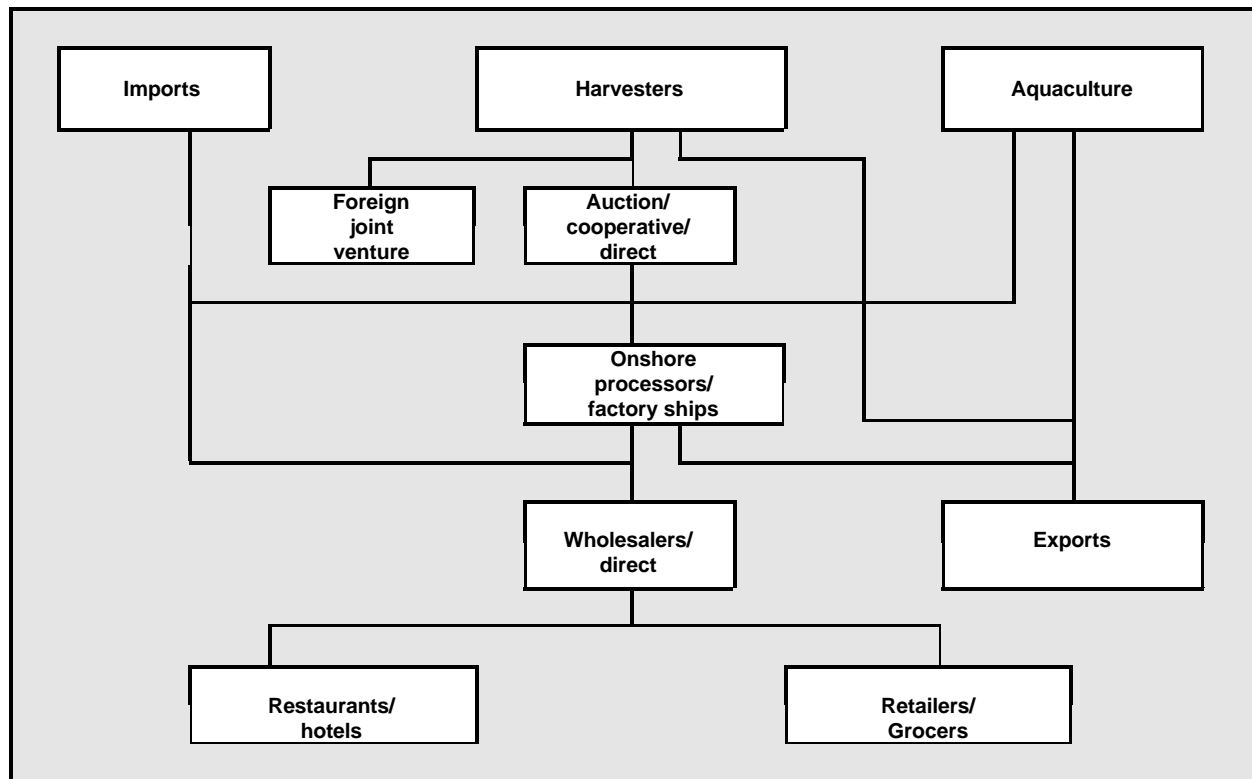 Imports
Harvesters
Aquaculture
Foreign
joint
venture
Auction/
cooperative/
direct
Onshore
processors/
factory ships
Wholesalers/
direct
Exports
Restaurants/
hotels
Retailers/
Grocers